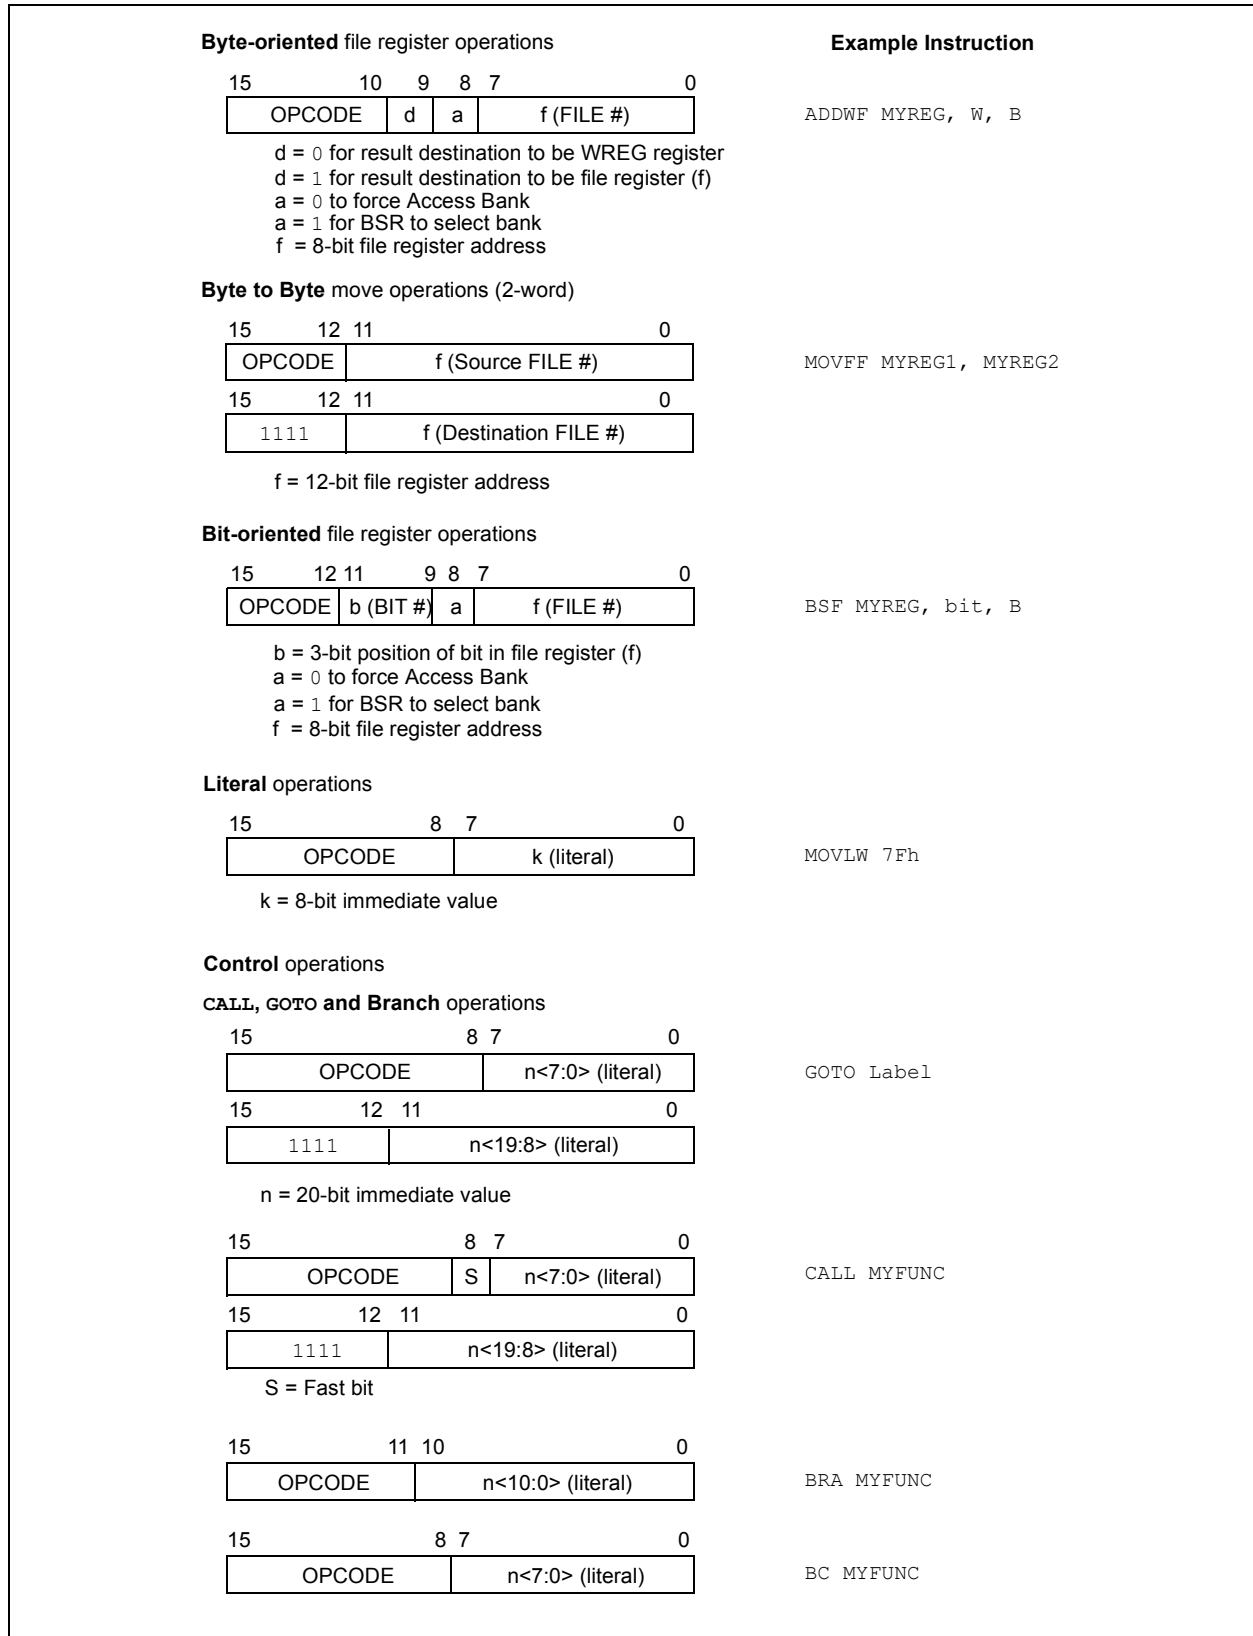 Byte-oriented file register operations Example Instruction
15 10 9 8 7 0
OPCODE d a f (FILE #) ADDWF MYREG, W, B
d = 0 for result destination to be WREG register
d = 1 for result destination to be file register (f)
a = 0 to force Access Bank
a = 1 for BSR to select bank
f = 8-bit file register address
Byte to Byte move operations (2-word)
15 12 11 0
OPCODE f (Source FILE #) MOVFF MYREG1, MYREG2
15 12 11 0
1111 f (Destination FILE #)
f = 12-bit file register address
Bit-oriented file register operations
15 12 11 9 8 7 0
OPCODE b (BIT #) a f (FILE #) BSF MYREG, bit, B
b = 3-bit position of bit in file register (f)
a = 0 to force Access Bank
a = 1 for BSR to select bank
f = 8-bit file register address
Literal operations
15 8 7 0
OPCODE k (literal) MOVLW 7Fh
k = 8-bit immediate value
Control operations
CALL, GOTO and Branch operations
15 8 7 0
OPCODE n<7:0> (literal) GOTO Label
15 12 11 0
1111 n<19:8> (literal)
n = 20-bit immediate value
15 8 7 0
OPCODE S n<7:0> (literal) CALL MYFUNC
15 12 11 0
1111 n<19:8> (literal)
S = Fast bit
15 11 10 0
OPCODE n<10:0> (literal) BRA MYFUNC
15 8 7 0
OPCODE n<7:0> (literal) BC MYFUNC